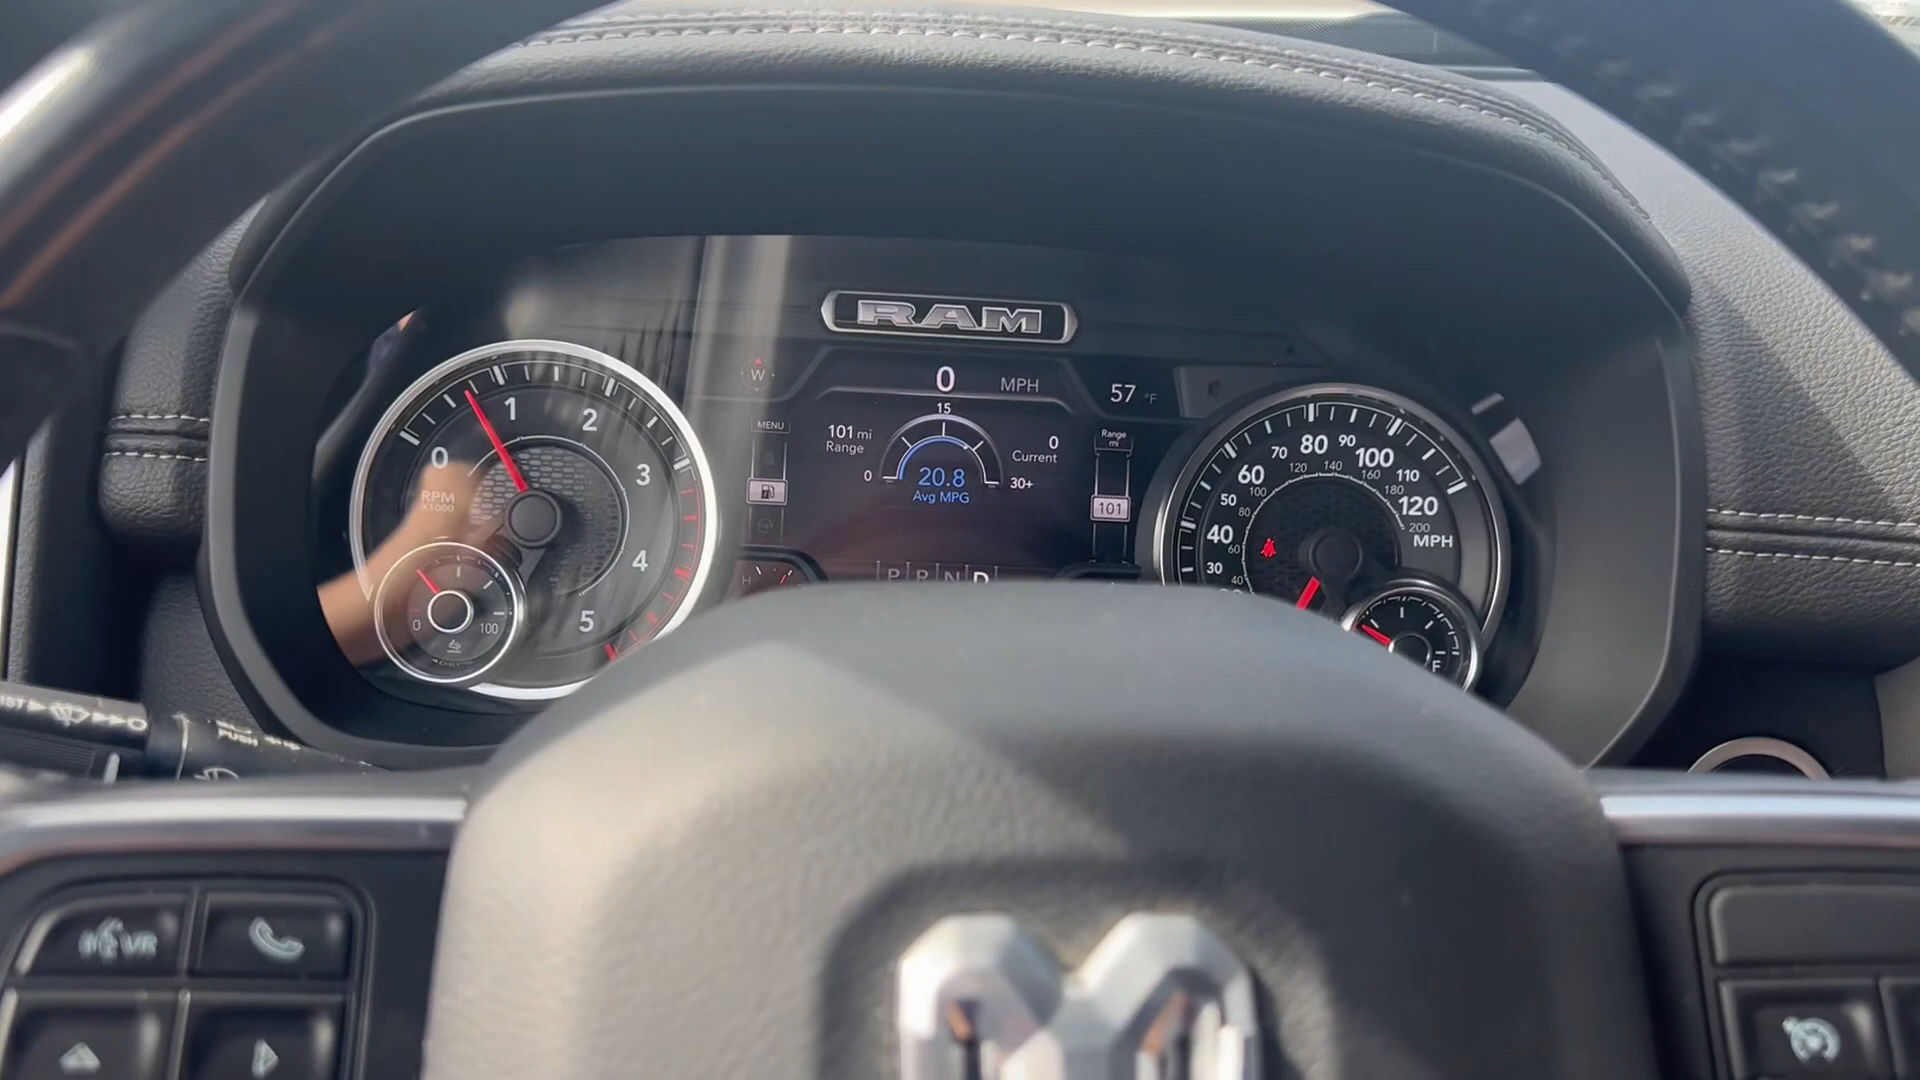 RAM
W
0 MPH
57 °F
MENU
15
101 mi
Range
0
20.8
Avg MPG
0
Current
30+
Range
mi
101
H
P R N D
0 1 2 3 4 5
RPM
X1000
0 100
DEF
30 40 50 60 70 80 90 100 110 120
MPH
40 60 80 100 120 140 160 180 200
F
PUSH
VR